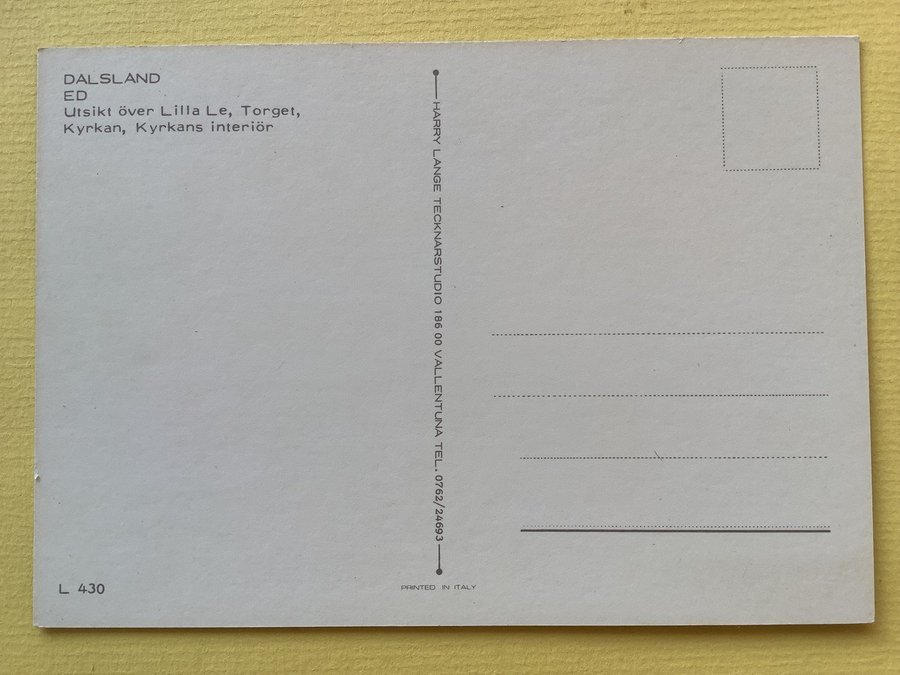 DALSLAND
ED
Utsikt över Lilla Le, Torget,
Kyrkan, Kyrkans interiör
HARRY LANGE TECKNARSTUDIO 186 00 VALLENTUNA TEL. 0762/24693
L 430
PRINTED IN ITALY